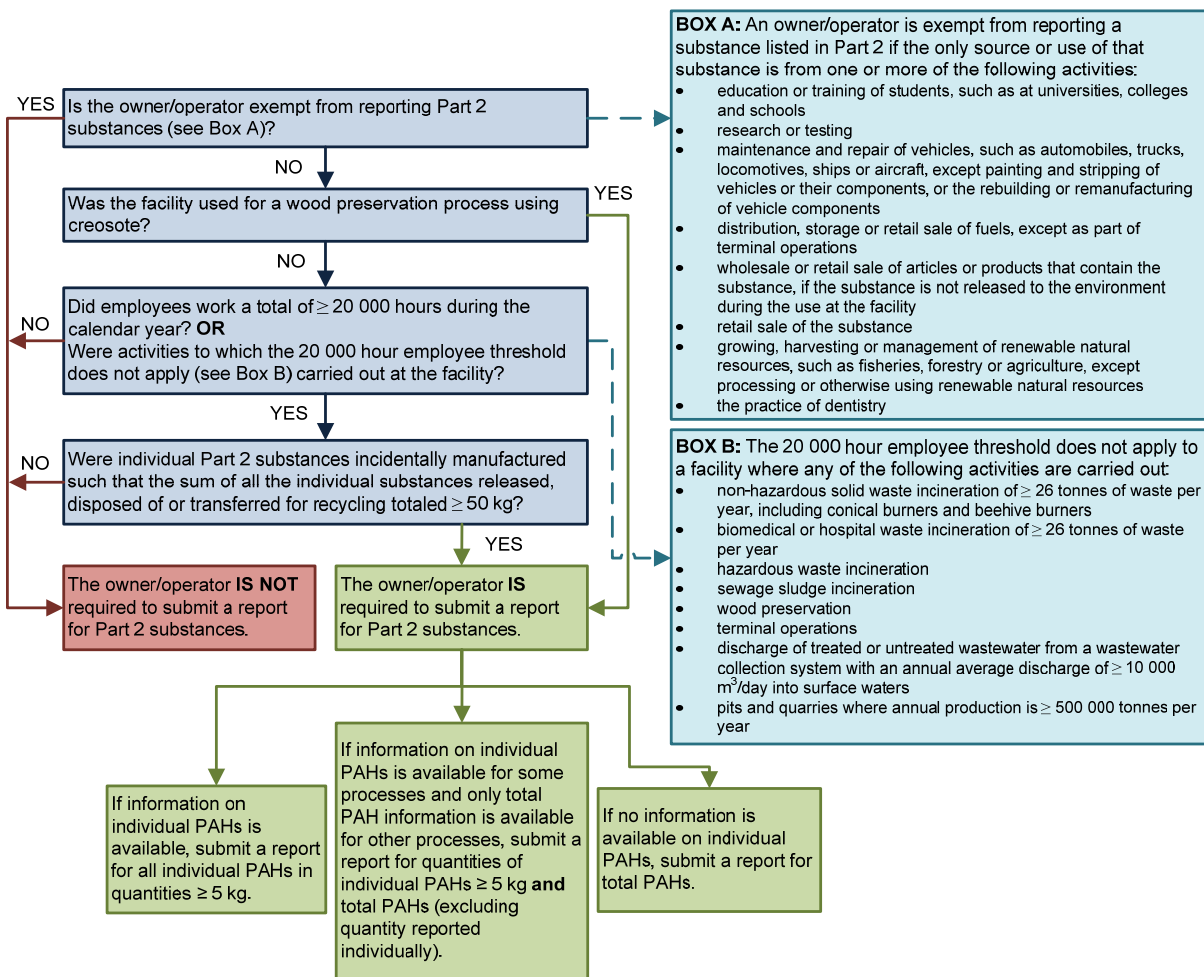 YES
Is the owner/operator exempt from reporting Part 2
substances (see Box A)?
NO
YES
Was the facility used for a wood preservation process using
creosote?
NO
Did employees work a total of ≥ 20 000 hours during the
calendar year? OR
Were activities to which the 20 000 hour employee threshold
does not apply (see Box B) carried out at the facility?
NO
YES
Were individual Part 2 substances incidentally manufactured
such that the sum of all the individual substances released,
disposed of or transferred for recycling totaled ≥ 50 kg?
NO
YES
The owner/operator IS NOT
required to submit a report
for Part 2 substances.
The owner/operator IS
required to submit a report
for Part 2 substances.
If information on
individual PAHs is
available, submit a report
for all individual PAHs in
quantities ≥ 5 kg.
If information on individual
PAHs is available for some
processes and only total
PAH information is available
for other processes, submit a
report for quantities of
individual PAHs ≥ 5 kg and
total PAHs (excluding
quantity reported
individually).
If no information is
available on individual
PAHs, submit a report for
total PAHs.
BOX A: An owner/operator is exempt from reporting a
substance listed in Part 2 if the only source or use of that
substance is from one or more of the following activities:
• education or training of students, such as at universities, colleges
and schools
• research or testing
• maintenance and repair of vehicles, such as automobiles, trucks,
locomotives, ships or aircraft, except painting and stripping of
vehicles or their components, or the rebuilding or remanufacturing
of vehicle components
• distribution, storage or retail sale of fuels, except as part of
terminal operations
• wholesale or retail sale of articles or products that contain the
substance, if the substance is not released to the environment
during the use at the facility
• retail sale of the substance
• growing, harvesting or management of renewable natural
resources, such as fisheries, forestry or agriculture, except
processing or otherwise using renewable natural resources
• the practice of dentistry
BOX B: The 20 000 hour employee threshold does not apply to
a facility where any of the following activities are carried out:
• non-hazardous solid waste incineration of ≥ 26 tonnes of waste per
year, including conical burners and beehive burners
• biomedical or hospital waste incineration of ≥ 26 tonnes of waste
per year
• hazardous waste incineration
• sewage sludge incineration
• wood preservation
• terminal operations
• discharge of treated or untreated wastewater from a wastewater
collection system with an annual average discharge of ≥ 10 000
m³/day into surface waters
• pits and quarries where annual production is ≥ 500 000 tonnes per
year